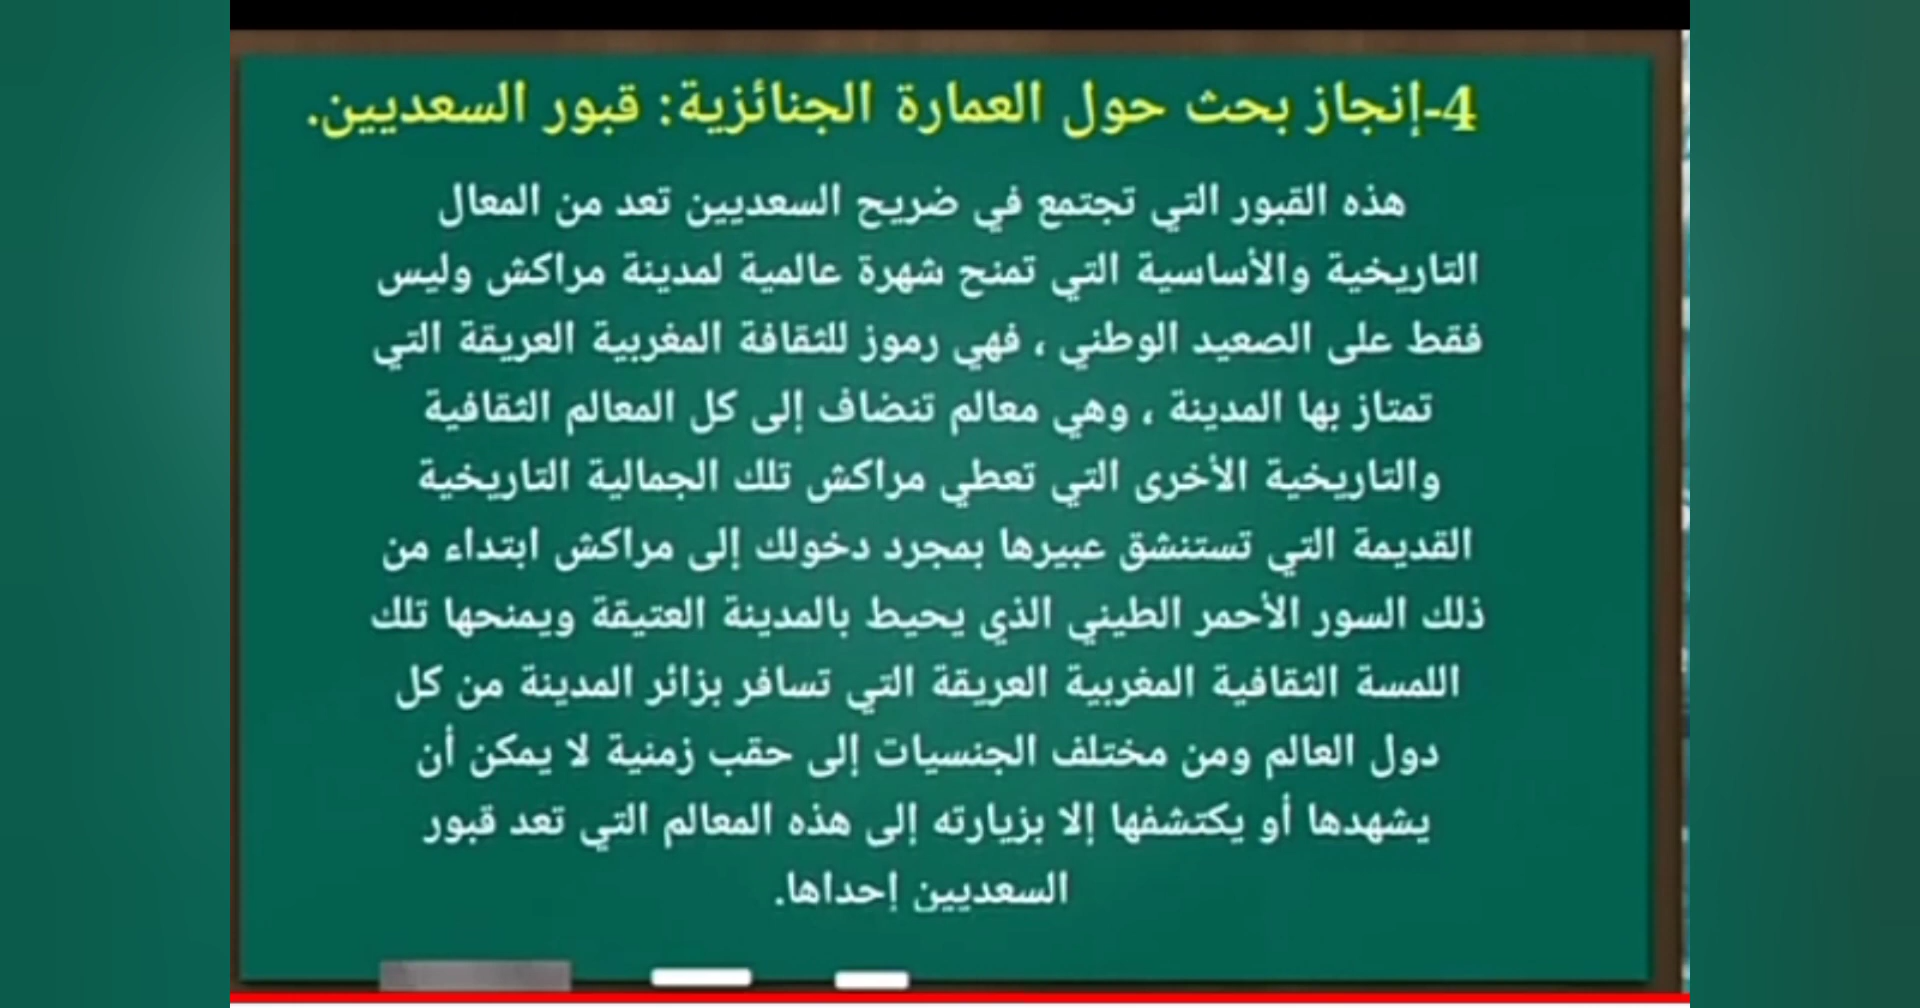 4-إنجاز بحث حول العمارة الجنائزية: قبور السعديين.
هذه القبور التي تجتمع في ضريح السعديين تعد من المعال
التاريخية والأساسية التي تمنح شهرة عالمية لمدينة مراكش وليس
فقط على الصعيد الوطني ، فهي رموز للثقافة المغربية العريقة التي
تمتاز بها المدينة ، وهي معالم تنضاف إلى كل المعالم الثقافية
والتاريخية الأخرى التي تعطي مراكش تلك الجمالية التاريخية
القديمة التي تستنشق عبيرها بمجرد دخولك إلى مراكش ابتداء من
ذلك السور الأحمر الطيني الذي يحيط بالمدينة العتيقة ويمنحها تلك
اللمسة الثقافية المغربية العريقة التي تسافر بزائر المدينة من كل
دول العالم ومن مختلف الجنسيات إلى حقب زمنية لا يمكن أن
يشهدها أو يكتشفها إلا بزيارته إلى هذه المعالم التي تعد قبور
السعديين إحداها.